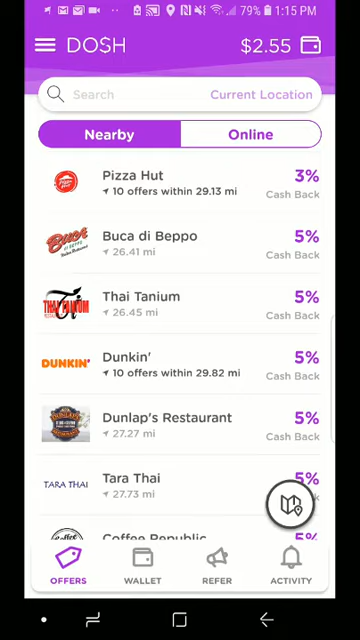 79% 1:15 PM
DO$H $2.55
Search Current Location
Nearby Online
Pizza Hut 3%
10 offers within 29.13 mi Cash Back
Buca di Beppo 5%
26.41 mi Cash Back
Thai Tanium 5%
26.45 mi Cash Back
Dunkin' 5%
DUNKIN'
10 offers within 29.82 mi Cash Back
Dunlap's Restaurant 5%
27.27 mi Cash Back
Tara Thai 5%
TARA THAI
27.73 mi
Coffee Republic 5%
OFFERS WALLET REFER ACTIVITY